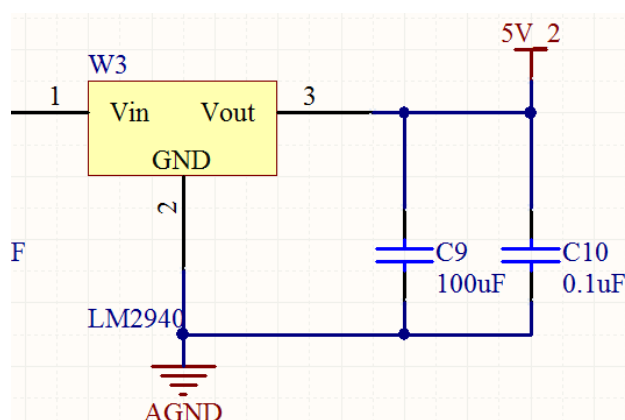 5V_2
W3
1
Vin
Vout
3
GND
2
F
C9
100uF
C10
0.1uF
LM2940
AGND